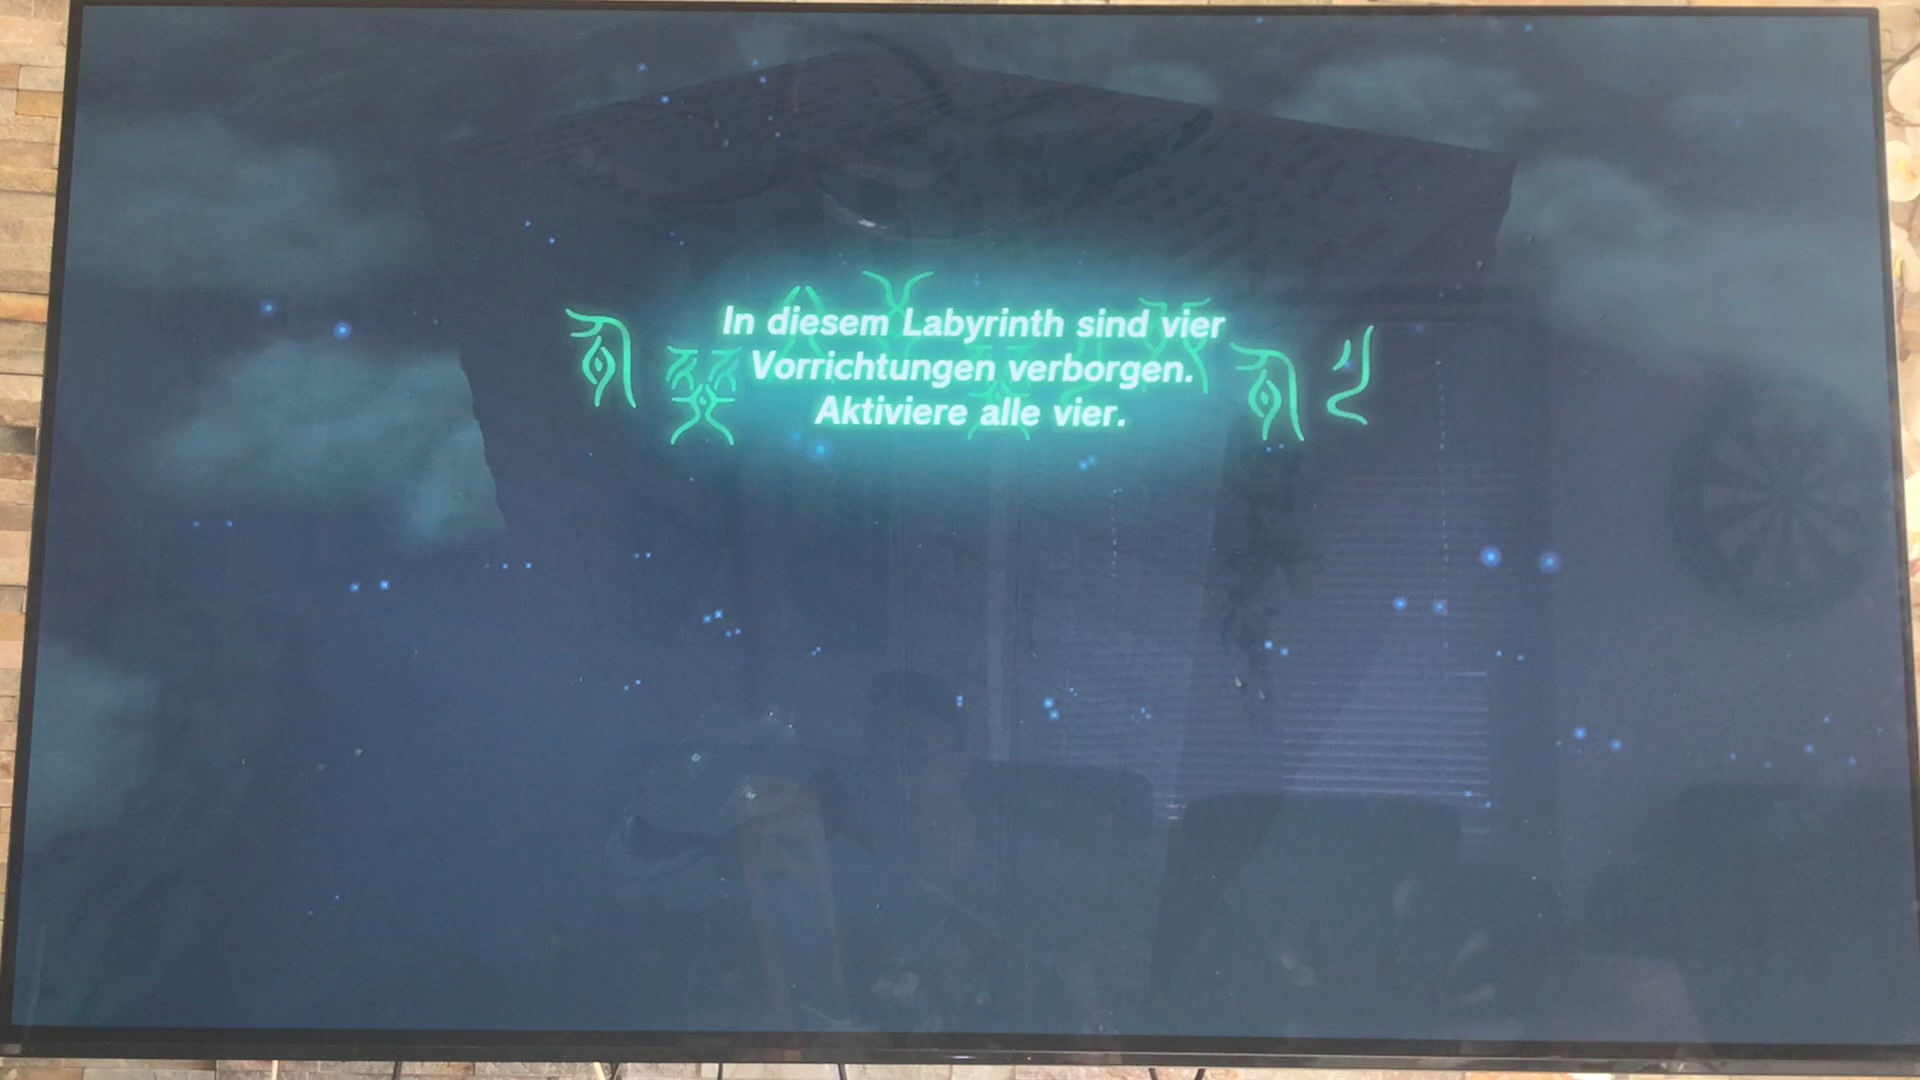 In diesem Labyrinth sind vier
Vorrichtungen verborgen.
Aktiviere alle vier.